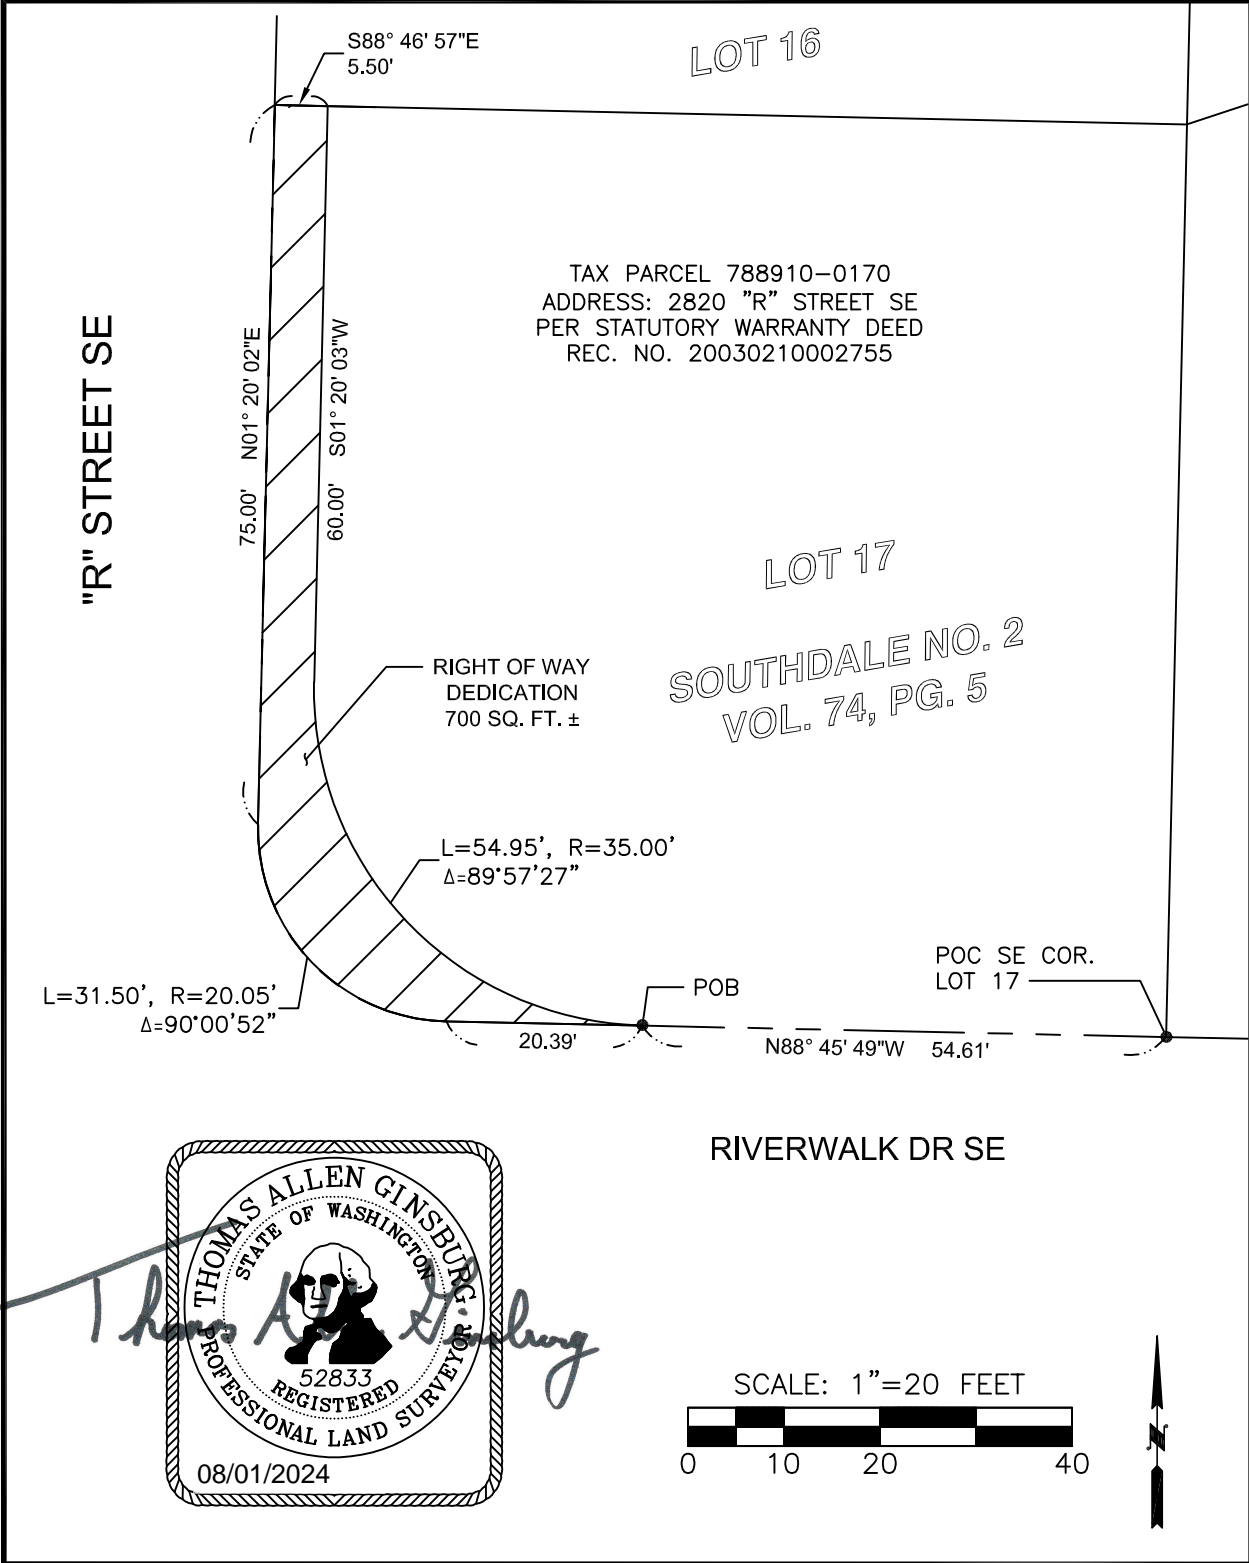 S88° 46' 57"E
5.50'
LOT 16
TAX PARCEL 788910-0170
ADDRESS: 2820 "R" STREET SE
PER STATUTORY WARRANTY DEED
REC. NO. 20030210002755
"R" STREET SE
75.00' N01° 20' 02"E
60.00' S01° 20' 03"W
LOT 17
SOUTHDALE NO. 2
VOL. 74, PG. 5
RIGHT OF WAY
DEDICATION
700 SQ. FT. ±
L=54.95', R=35.00'
Δ=89°57'27"
POC SE COR.
LOT 17
POB
L=31.50', R=20.05'
Δ=90°00'52"
20.39'
N88° 45' 49"W 54.61'
RIVERWALK DR SE
THOMAS ALLEN GINSBURG
STATE OF WASHINGTON
Thomas All Ginsburg
52833
REGISTERED
PROFESSIONAL LAND SURVEYOR
08/01/2024
SCALE: 1"=20 FEET
0 10 20 40
N